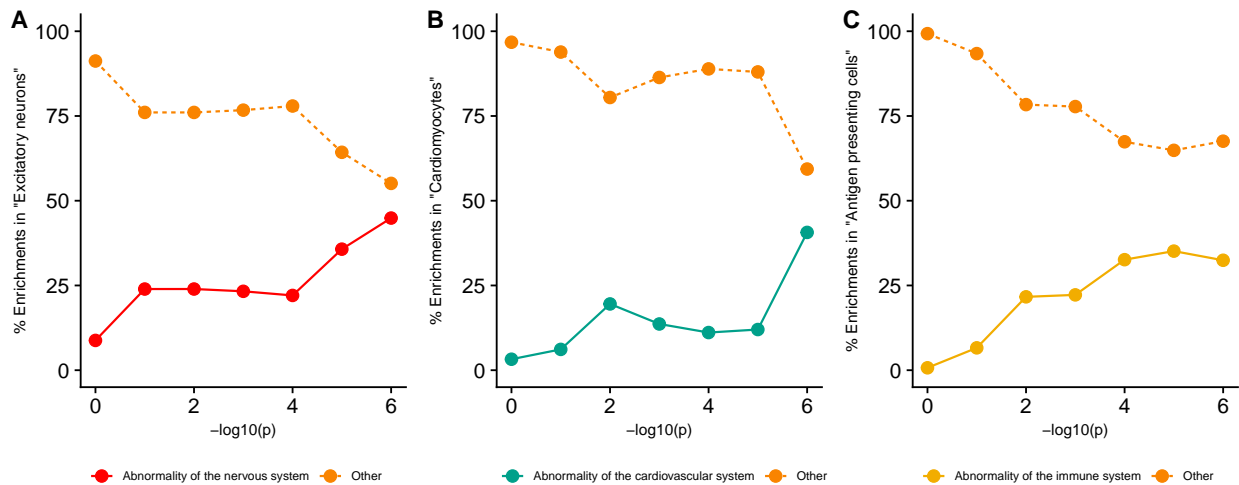 A
% Enrichments in "Excitatory neurons"
100
75
50
25
0
0 2 4 6
−log10(p)
Abnormality of the nervous system Other
B
% Enrichments in "Cardiomyocytes"
100
75
50
25
0
0 2 4 6
−log10(p)
Abnormality of the cardiovascular system Other
C
% Enrichments in "Antigen presenting cells"
100
75
50
25
0
0 2 4 6
−log10(p)
Abnormality of the immune system Other